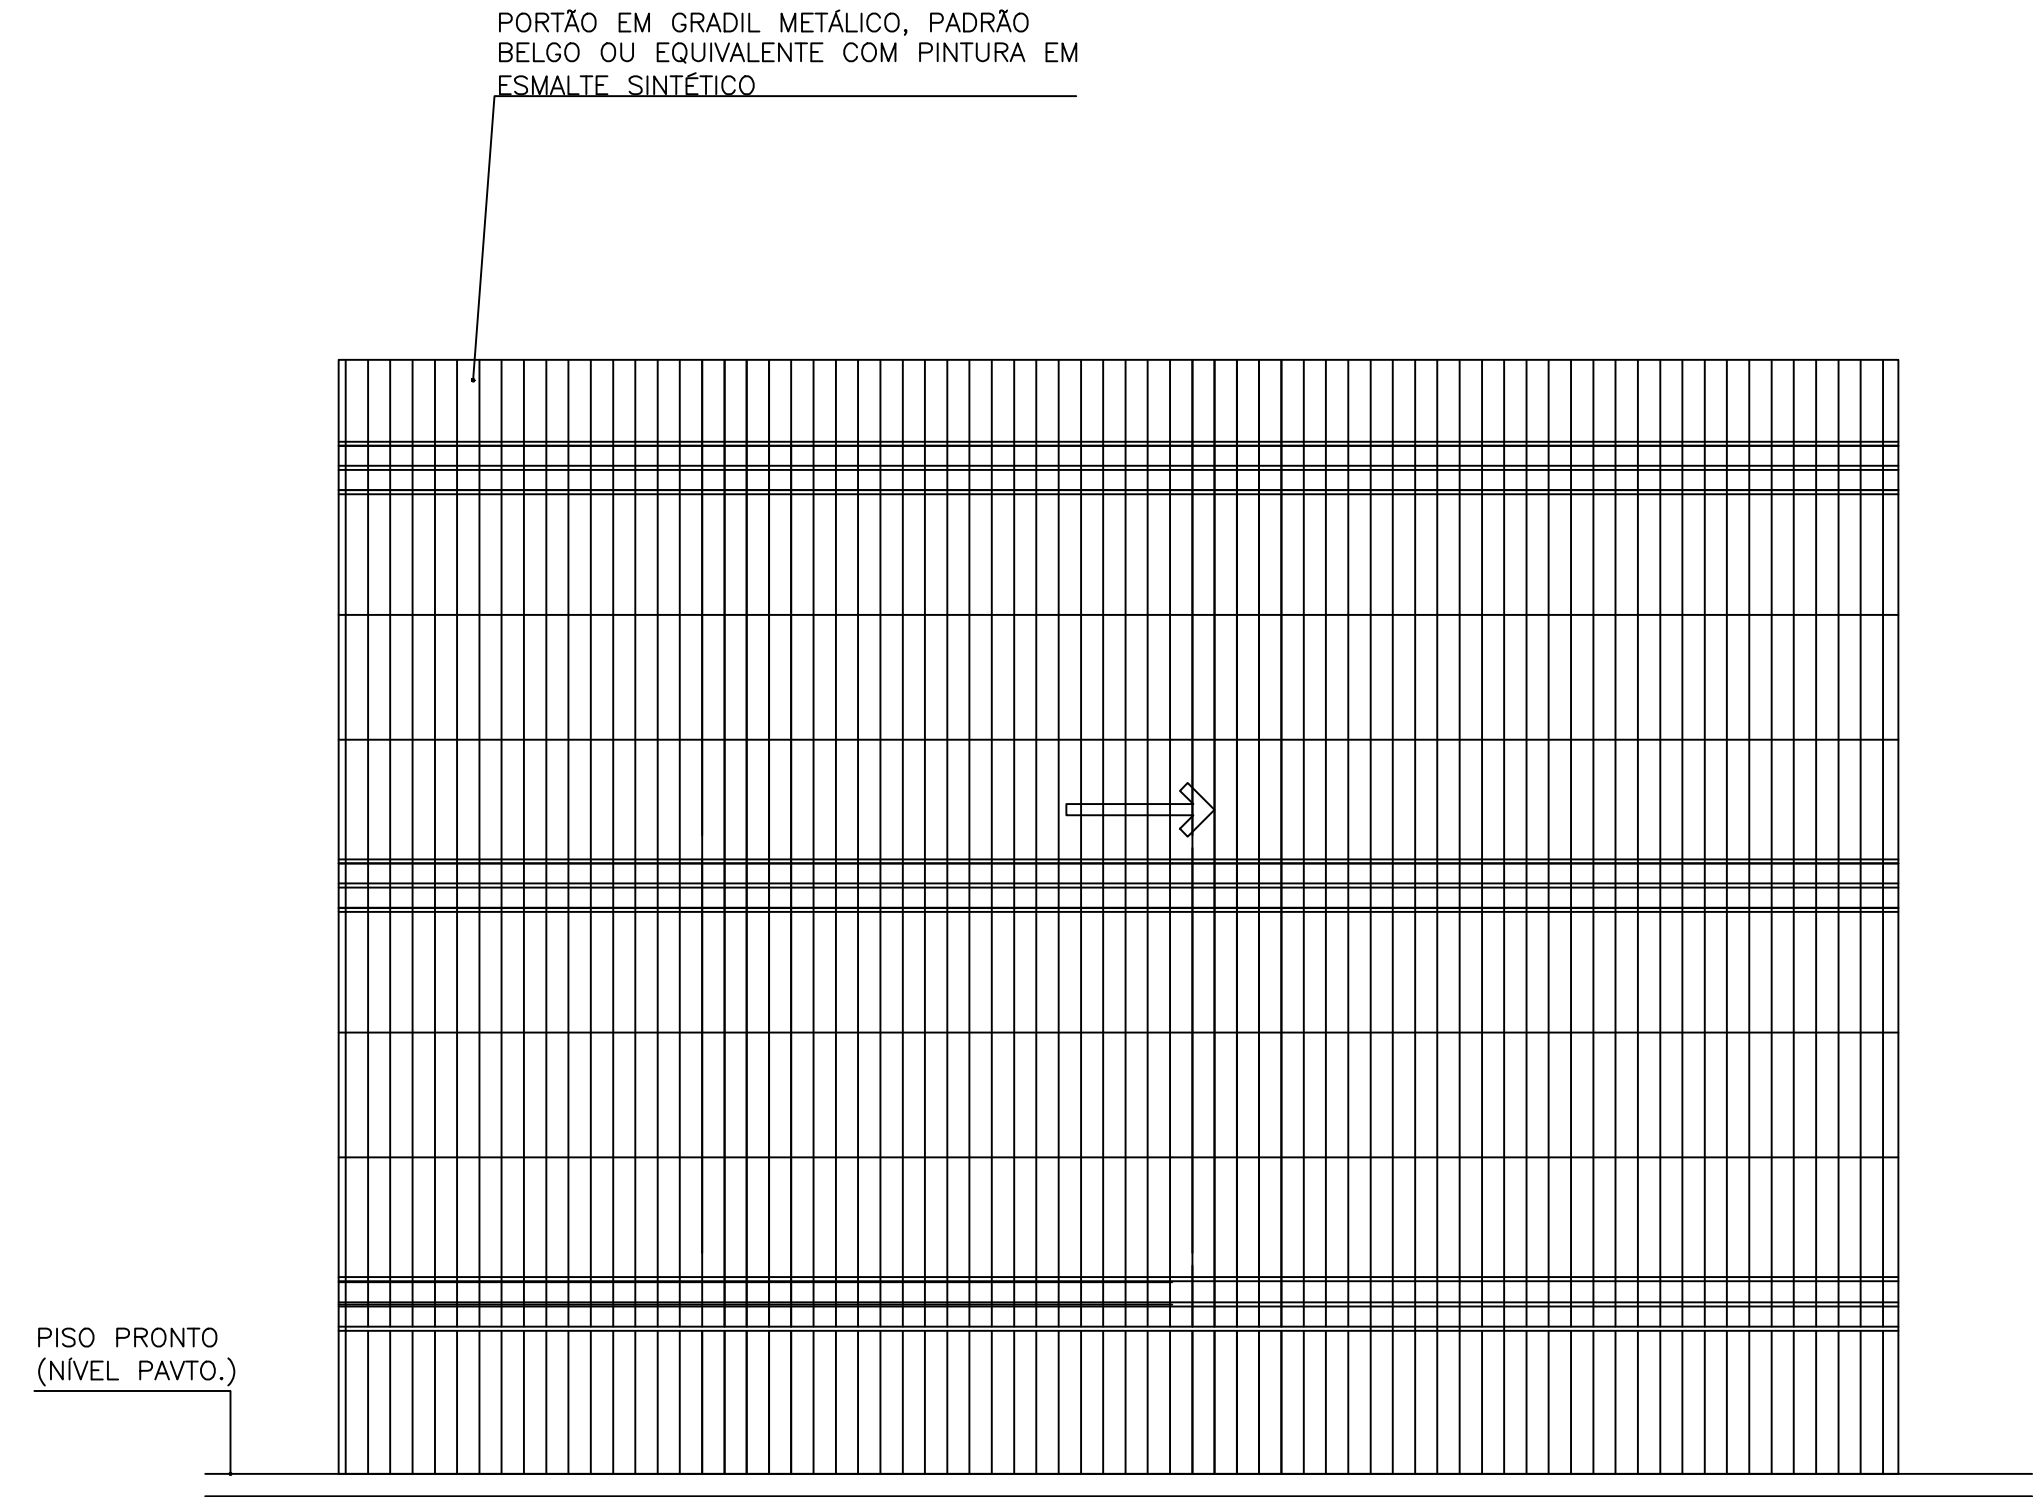 PORTÃO EM GRADIL METÁLICO, PADRÃO
BELGO OU EQUIVALENTE COM PINTURA EM
ESMALTE SINTÉTICO
PISO PRONTO
(NÍVEL PAVTO.)